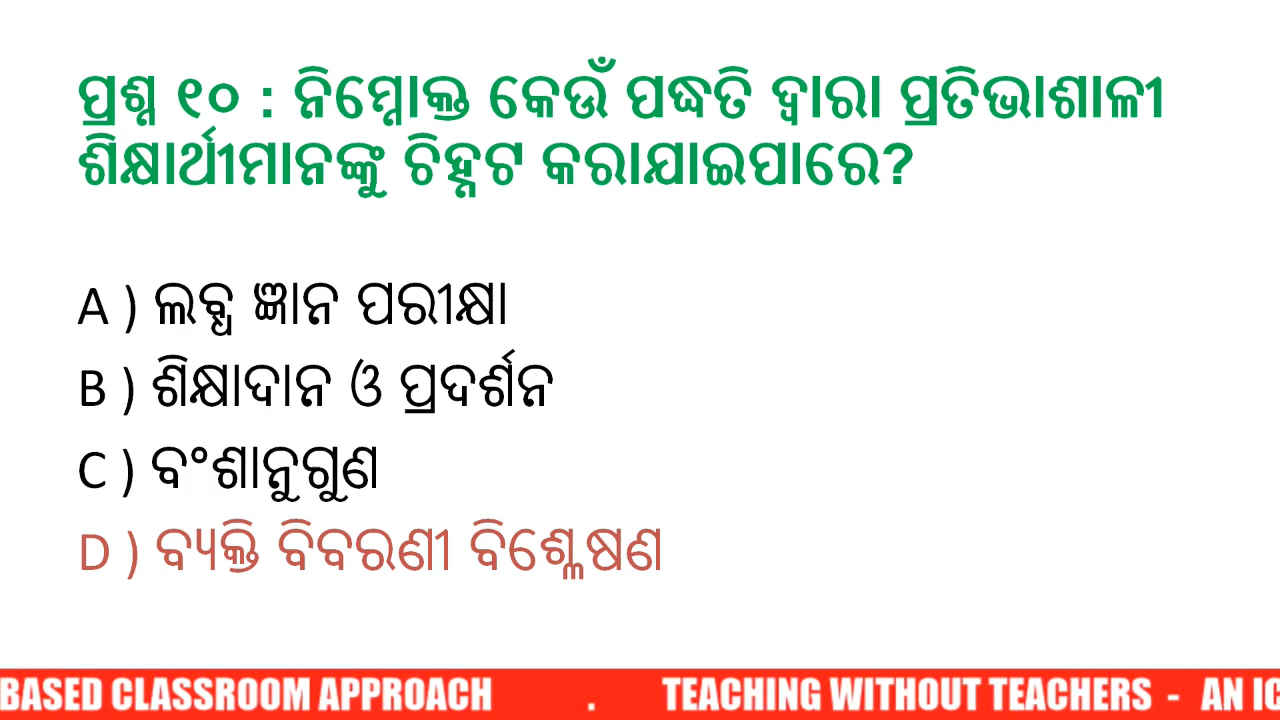 ପ୍ରଶ୍ନ ୧୦ : ନିମ୍ନୋକ୍ତ କେଉଁ ପଦ୍ଧତି ଦ୍ୱାରା ପ୍ରତିଭାଶାଳୀ
ଶିକ୍ଷାର୍ଥୀମାନଙ୍କୁ ଚିହ୍ନଟ କରାଯାଇପାରେ?
A ) ଲବ୍ଧ ଜ୍ଞାନ ପରୀକ୍ଷା
B ) ଶିକ୍ଷାଦାନ ଓ ପ୍ରଦର୍ଶନ
C ) ବଂଶାନୁଗୁଣ
D ) ବ୍ୟକ୍ତି ବିବରଣୀ ବିଶ୍ଳେଷଣ
BASED CLASSROOM APPROACH . TEACHING WITHOUT TEACHERS - AN IC